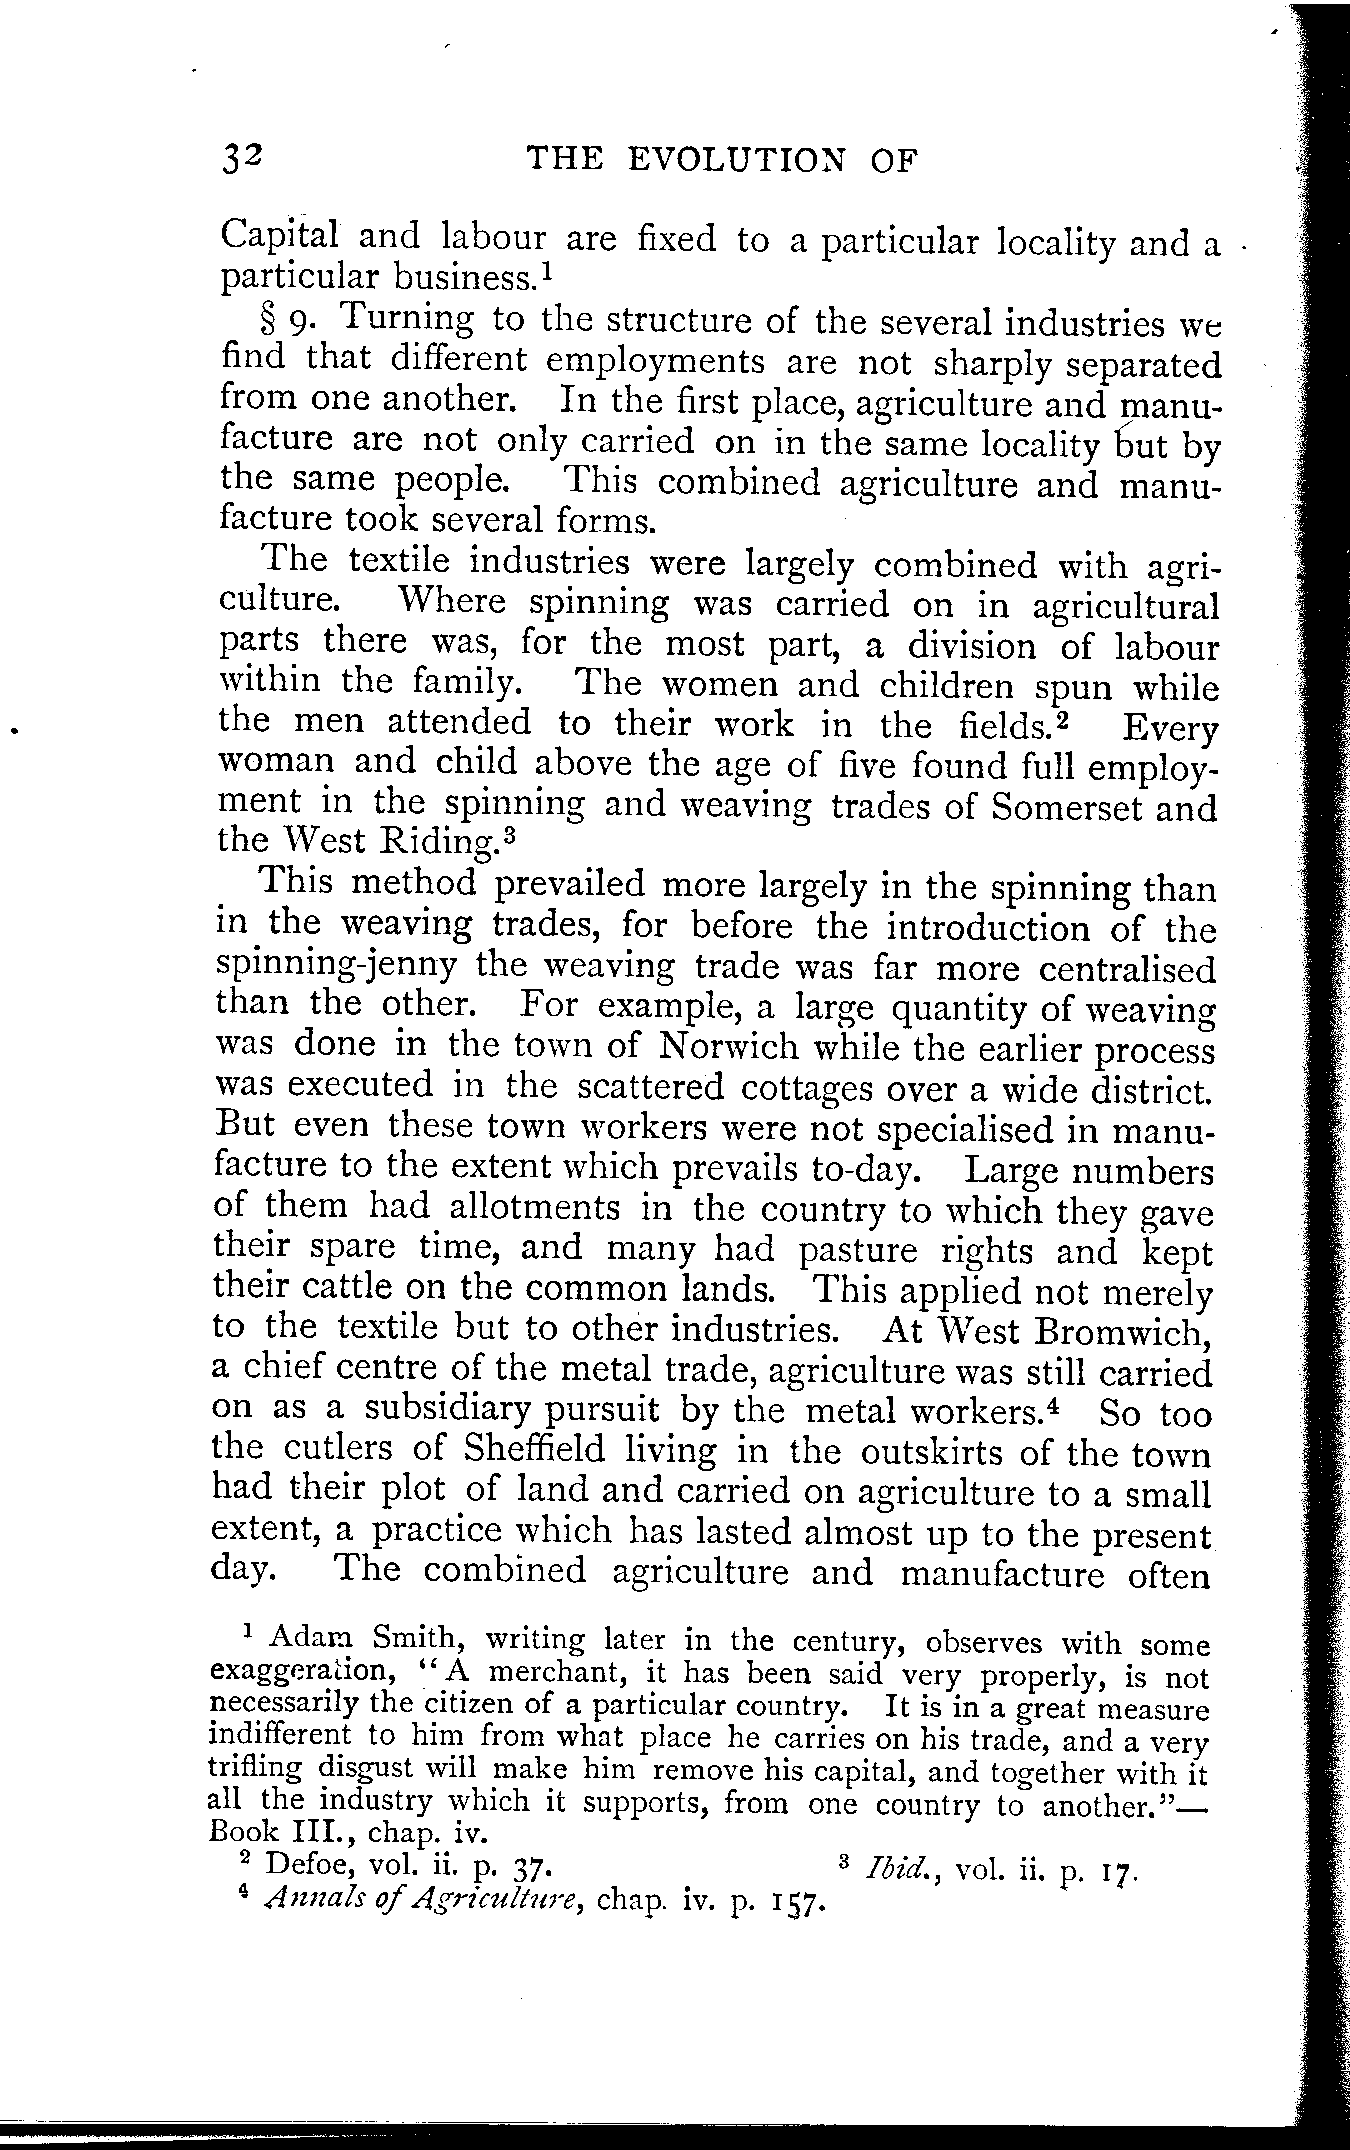 32 THE EVOLUTION OF
Capital and labour are fixed to a particular locality and a
particular business.¹
§ 9. Turning to the structure of the several industries we
find that different employments are not sharply separated
from one another. In the first place, agriculture and manu-
facture are not only carried on in the same locality but by
the same people. This combined agriculture and manu-
facture took several forms.
The textile industries were largely combined with agri-
culture. Where spinning was carried on in agricultural
parts there was, for the most part, a division of labour
within the family. The women and children spun while
the men attended to their work in the fields.² Every
woman and child above the age of five found full employ-
ment in the spinning and weaving trades of Somerset and
the West Riding.³
This method prevailed more largely in the spinning than
in the weaving trades, for before the introduction of the
spinning-jenny the weaving trade was far more centralised
than the other. For example, a large quantity of weaving
was done in the town of Norwich while the earlier process
was executed in the scattered cottages over a wide district.
But even these town workers were not specialised in manu-
facture to the extent which prevails to-day. Large numbers
of them had allotments in the country to which they gave
their spare time, and many had pasture rights and kept
their cattle on the common lands. This applied not merely
to the textile but to other industries. At West Bromwich,
a chief centre of the metal trade, agriculture was still carried
on as a subsidiary pursuit by the metal workers.⁴ So too
the cutlers of Sheffield living in the outskirts of the town
had their plot of land and carried on agriculture to a small
extent, a practice which has lasted almost up to the present
day. The combined agriculture and manufacture often
¹ Adam Smith, writing later in the century, observes with some
exaggeration, "A merchant, it has been said very properly, is not
necessarily the citizen of a particular country. It is in a great measure
indifferent to him from what place he carries on his trade, and a very
trifling disgust will make him remove his capital, and together with it
all the industry which it supports, from one country to another."—
Book III., chap. iv.
² Defoe, vol. ii. p. 37. ³ Ibid., vol. ii. p. 17.
⁴ Annals of Agriculture, chap. iv. p. 157.